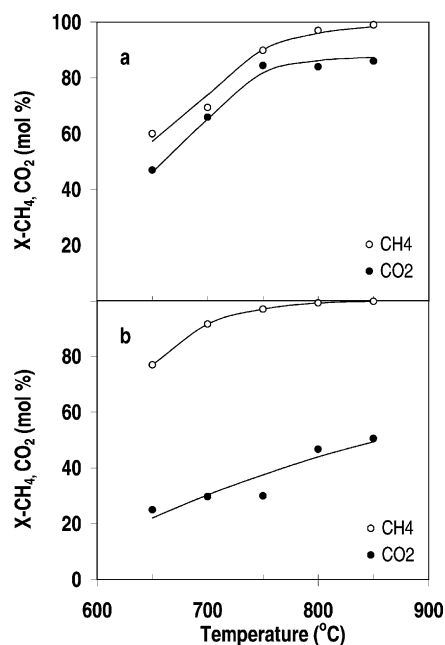 100
80
60
40
20
X-CH₄, CO₂ (mol %)
a
CH4
CO2
80
60
40
20
0
X-CH₄, CO₂ (mol %)
b
CH4
CO2
600 700 800 900
Temperature (°C)